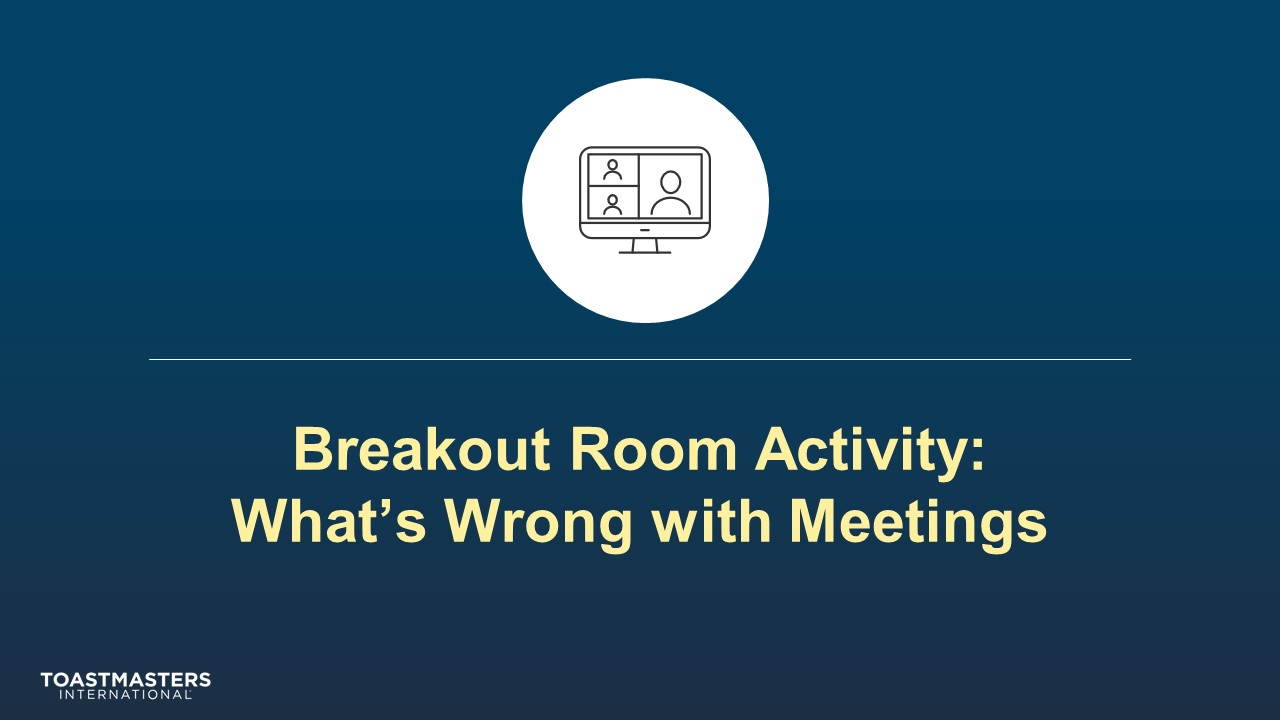 Breakout Room Activity:
What’s Wrong with Meetings
TOASTMASTERS
INTERNATIONAL